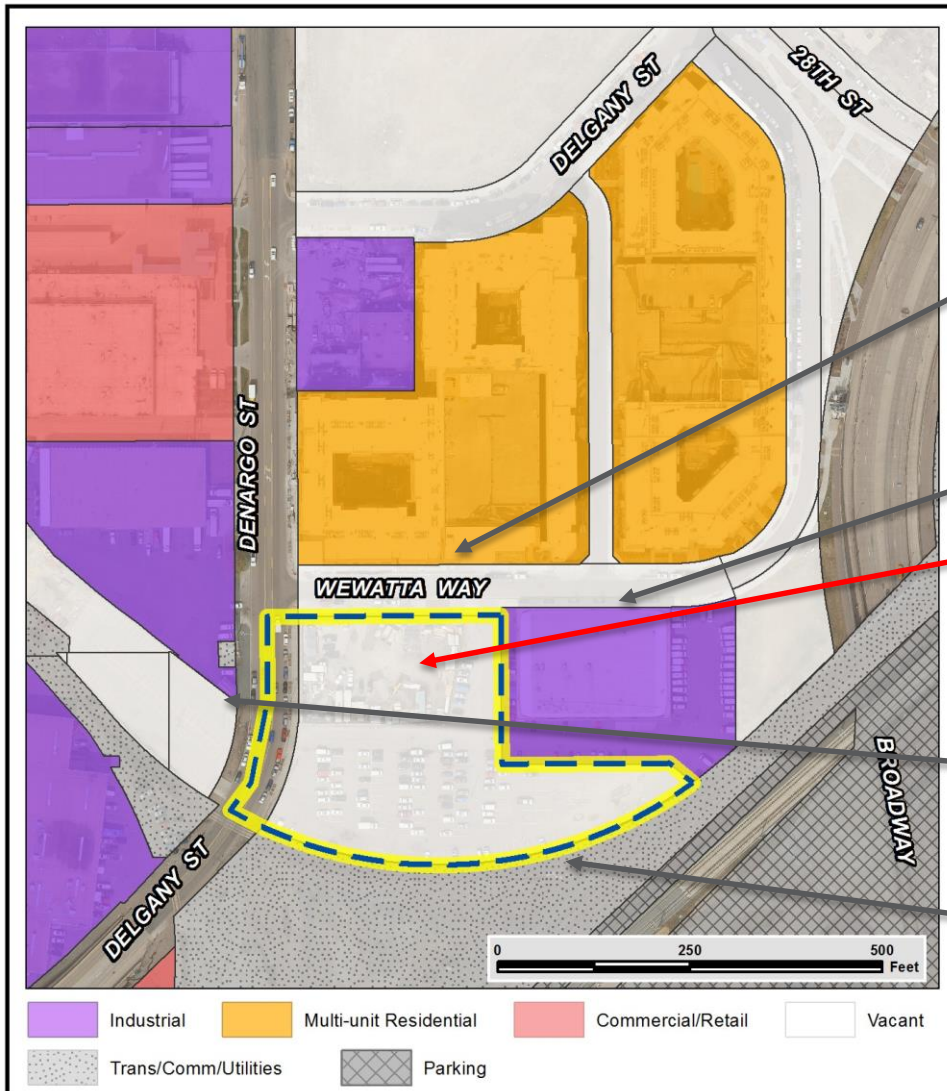 28TH ST
DELGANY ST
DENARGO ST
WEWATTA WAY
BROADWAY
DELGANY ST
0 250 500
Feet
Industrial Multi-unit Residential Commercial/Retail Vacant
Trans/Comm/Utilities Parking